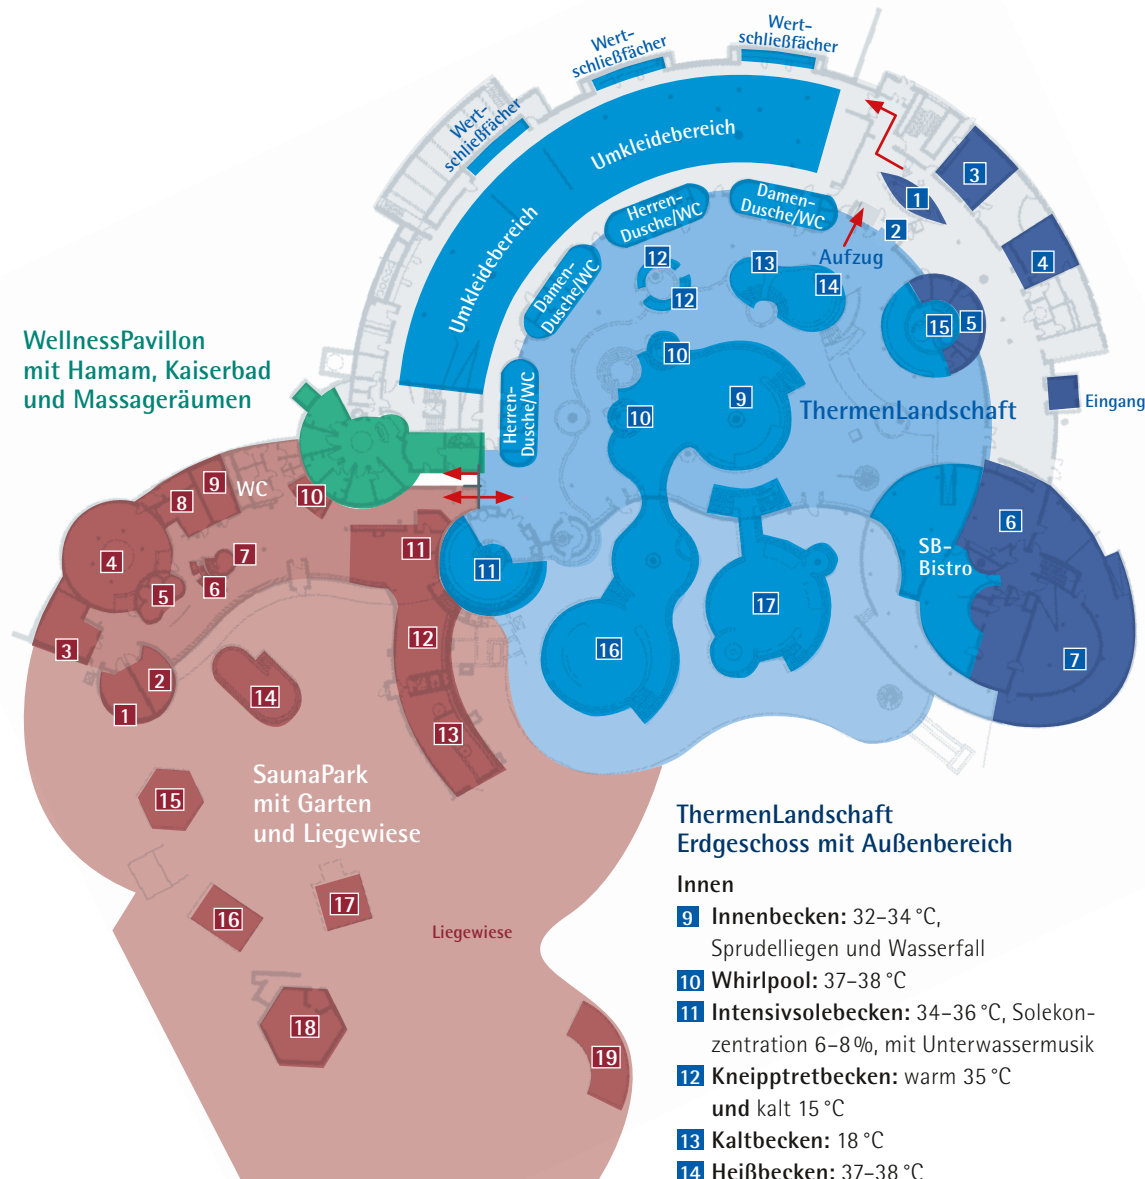 Wert-
schließfächer
Wert-
schließfächer
Wert-
schließfächer
Umkleidebereich
Umkleidebereich
Herren-
Dusche/WC
Damen-
Dusche/WC
Damen-
Dusche/WC
Herren-
Dusche/WC
3
1
2
4
Aufzug
12
12
13
14
15
5
10
9
10
ThermenLandschaft
Eingang
WellnessPavillon
mit Hamam, Kaiserbad
und Massageräumen
9
WC
8
10
4
7
5
6
11
11
3
2
1
12
14
13
16
17
6
SB-
Bistro
7
SaunaPark
mit Garten
und Liegewiese
15
16
17
Liegewiese
18
19
ThermenLandschaft
Erdgeschoss mit Außenbereich
Innen
9 Innenbecken: 32–34 °C,
Sprudelliegen und Wasserfall
10 Whirlpool: 37–38 °C
11 Intensivsolebecken: 34–36 °C, Solekon-
zentration 6–8 %, mit Unterwassermusik
12 Kneipptretbecken: warm 35 °C
und kalt 15 °C
13 Kaltbecken: 18 °C
14 Heißbecken: 37–38 °C